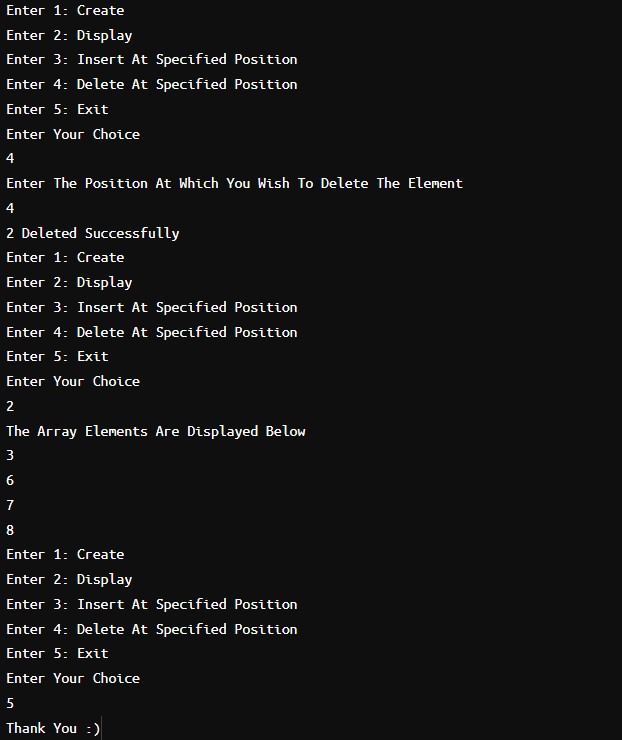 Enter 1: Create
Enter 2: Display
Enter 3: Insert At Specified Position
Enter 4: Delete At Specified Position
Enter 5: Exit
Enter Your Choice
4
Enter The Position At Which You Wish To Delete The Element
4
2 Deleted Successfully
Enter 1: Create
Enter 2: Display
Enter 3: Insert At Specified Position
Enter 4: Delete At Specified Position
Enter 5: Exit
Enter Your Choice
2
The Array Elements Are Displayed Below
3
6
7
8
Enter 1: Create
Enter 2: Display
Enter 3: Insert At Specified Position
Enter 4: Delete At Specified Position
Enter 5: Exit
Enter Your Choice
5
Thank You :)